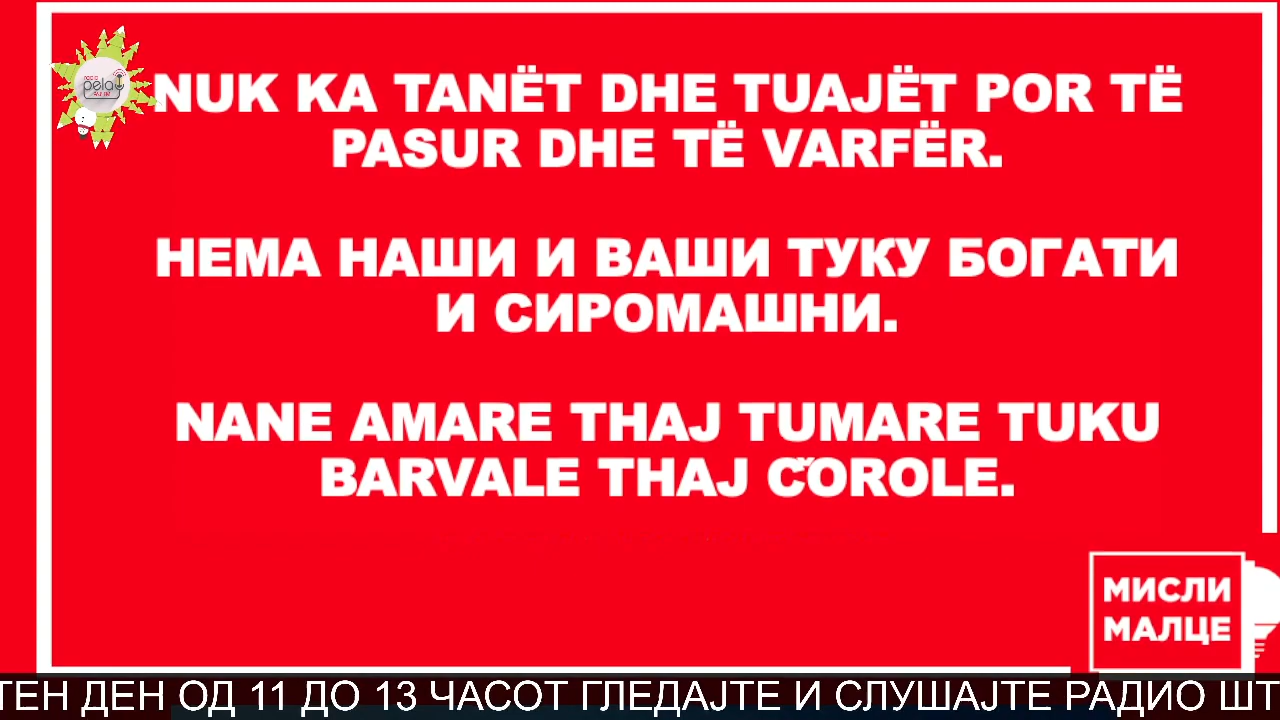 NUK KA TANËT DHE TUAJËT POR TË
PASUR DHE TË VARFËR.
НЕМА НАШИ И ВАШИ ТУКУ БОГАТИ
И СИРОМАШНИ.
NANE AMARE THAJ TUMARE TUKU
BARVALE THAJ ČOROLE.
МИСЛИ
МАЛЦЕ
ТЕН ДЕН ОД 11 ДО 13 ЧАСОТ ГЛЕДАЈТЕ И СЛУШАЈТЕ РАДИО ШТ